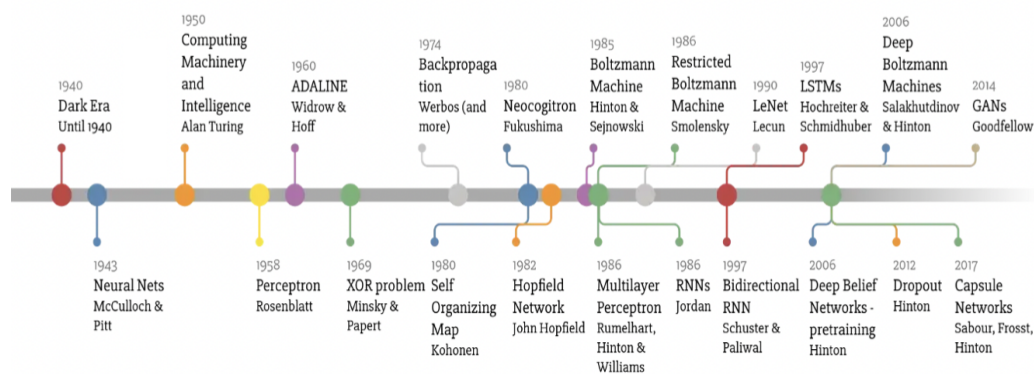 1940
Dark Era
Until 1940
1950
Computing
Machinery
and
Intelligence
Alan Turing
1960
ADALINE
Widrow &
Hoff
1974
Backpropaga
tion
Werbos (and
more)
1980
Neocogitron
Fukushima
1985
Boltzmann
Machine
Hinton &
Sejnowski
1986
Restricted
Boltzmann
Machine
Smolensky
1990
LeNet
Lecun
1997
LSTMs
Hochreiter &
Schmidhuber
2006
Deep
Boltzmann
Machines
Salakhutdinov
& Hinton
2014
GANs
Goodfellow
1943
Neural Nets
McCulloch &
Pitt
1958
Perceptron
Rosenblatt
1969
XOR problem
Minsky &
Papert
1980
Self
Organizing
Map
Kohonen
1982
Hopfield
Network
John Hopfield
1986
Multilayer
Perceptron
Rumelhart,
Hinton &
Williams
1986
RNNs
Jordan
1997
Bidirectional
RNN
Schuster &
Paliwal
2006
Deep Belief
Networks -
pretraining
Hinton
2012
Dropout
Hinton
2017
Capsule
Networks
Sabour, Frosst,
Hinton